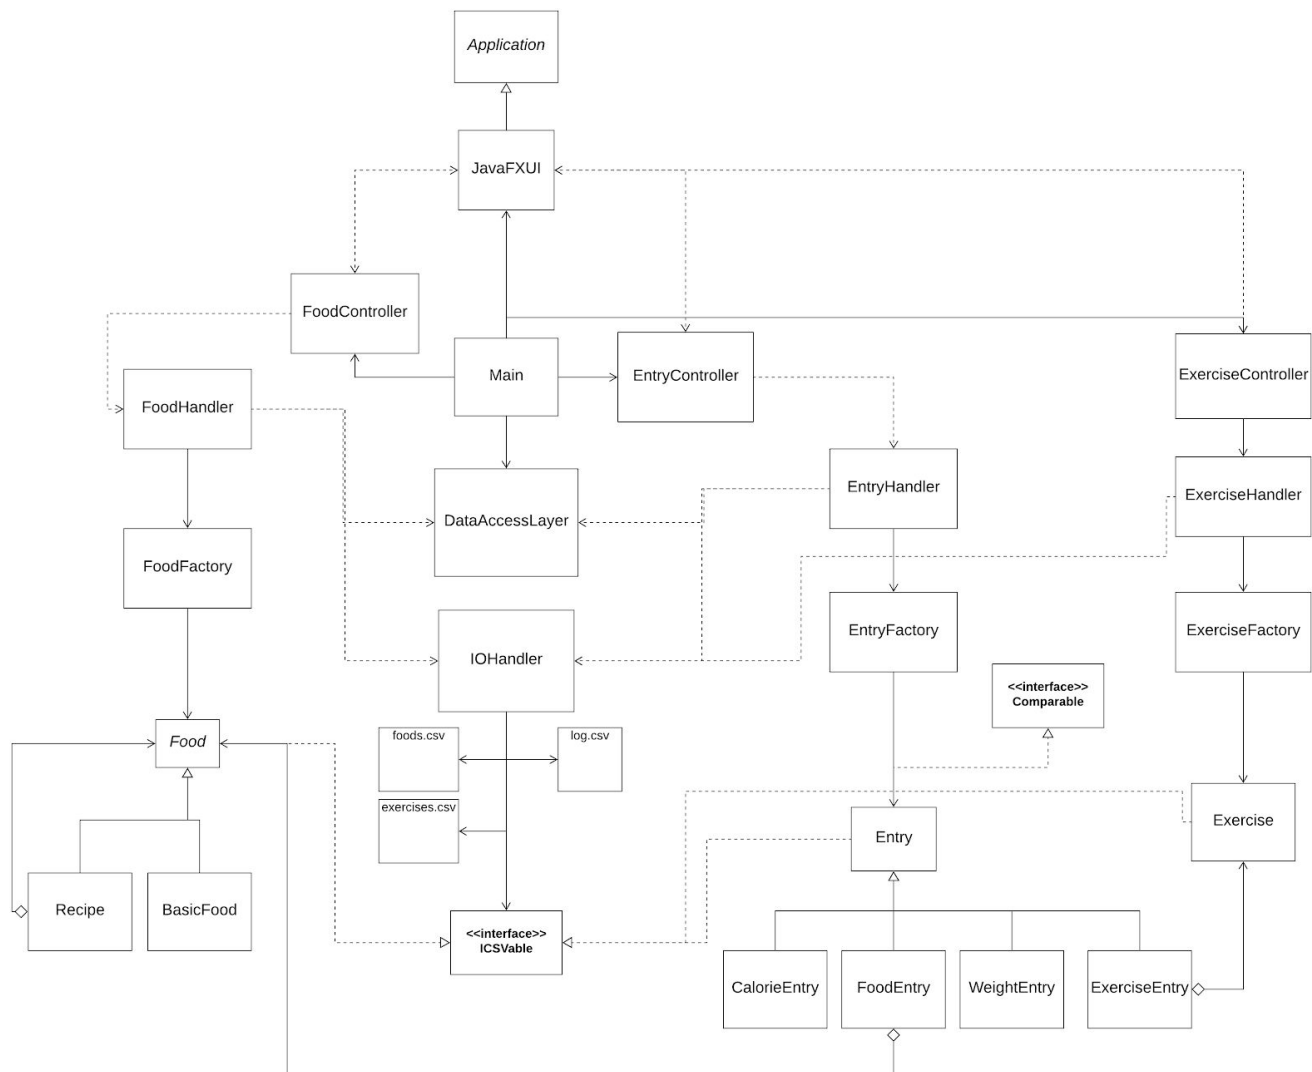 Application
JavaFXUI
FoodController
Main
EntryController
ExerciseController
FoodHandler
EntryHandler
ExerciseHandler
DataAccessLayer
FoodFactory
EntryFactory
ExerciseFactory
IOHandler
<<interface>>
Comparable
Food
foods.csv
log.csv
exercises.csv
Entry
Exercise
Recipe
BasicFood
<<interface>>
ICSVable
CalorieEntry
FoodEntry
WeightEntry
ExerciseEntry